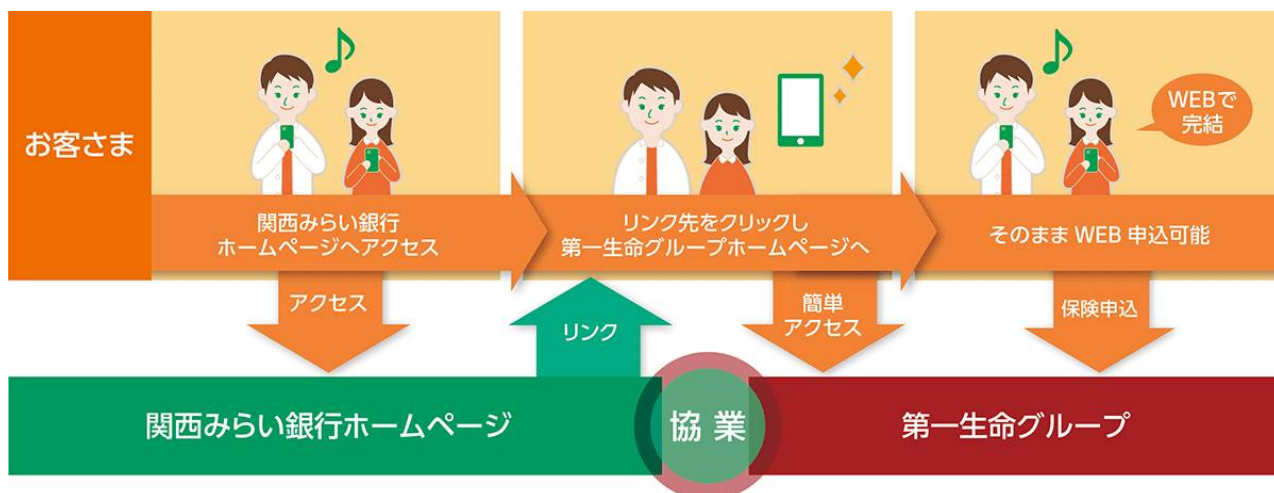 お客さま
WEBで
完結
関西みらい銀行
ホームページへアクセス
リンク先をクリックし
第一生命グループホームページへ
そのまま WEB 申込可能
アクセス
リンク
簡単
アクセス
保険申込
関西みらい銀行ホームページ
協業
第一生命グループ